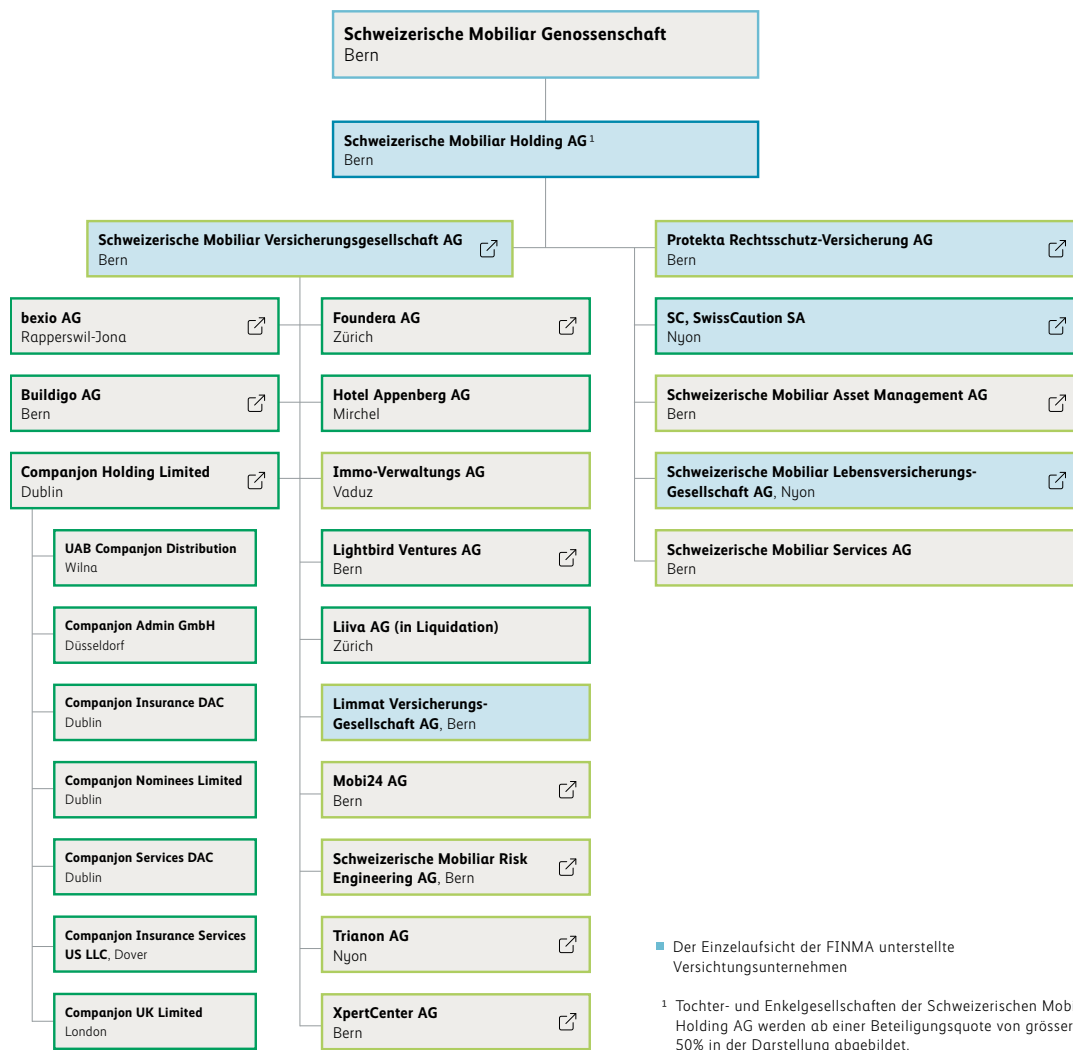 Schweizerische Mobiliar Genossenschaft
Bern
Schweizerische Mobiliar Holding AG ¹
Bern
Schweizerische Mobiliar Versicherungsgesellschaft AG
Bern
bexio AG
Rapperswil-Jona
Buildigo AG
Bern
Companjon Holding Limited
Dublin
UAB Companjon Distribution
Wilna
Companjon Admin GmbH
Düsseldorf
Companjon Insurance DAC
Dublin
Companjon Nominees Limited
Dublin
Companjon Services DAC
Dublin
Companjon Insurance Services
US LLC, Dover
Companjon UK Limited
London
Foundera AG
Zürich
Hotel Appenberg AG
Mirchel
Immo-Verwaltungs AG
Vaduz
Lightbird Ventures AG
Bern
Liiva AG (in Liquidation)
Zürich
Limmat Versicherungs-
Gesellschaft AG, Bern
Mobi24 AG
Bern
Schweizerische Mobiliar Risk
Engineering AG, Bern
Trianon AG
Nyon
XpertCenter AG
Bern
Protekta Rechtsschutz-Versicherung AG
Bern
SC, SwissCaution SA
Nyon
Schweizerische Mobiliar Asset Management AG
Bern
Schweizerische Mobiliar Lebensversicherungs-
Gesellschaft AG, Nyon
Schweizerische Mobiliar Services AG
Bern
Der Einzelaufsicht der FINMA unterstellte
Versichtungsunternehmen
¹ Tochter- und Enkelgesellschaften der Schweizerischen Mobi
Holding AG werden ab einer Beteiligungsquote von grösser
50% in der Darstellung abgebildet.